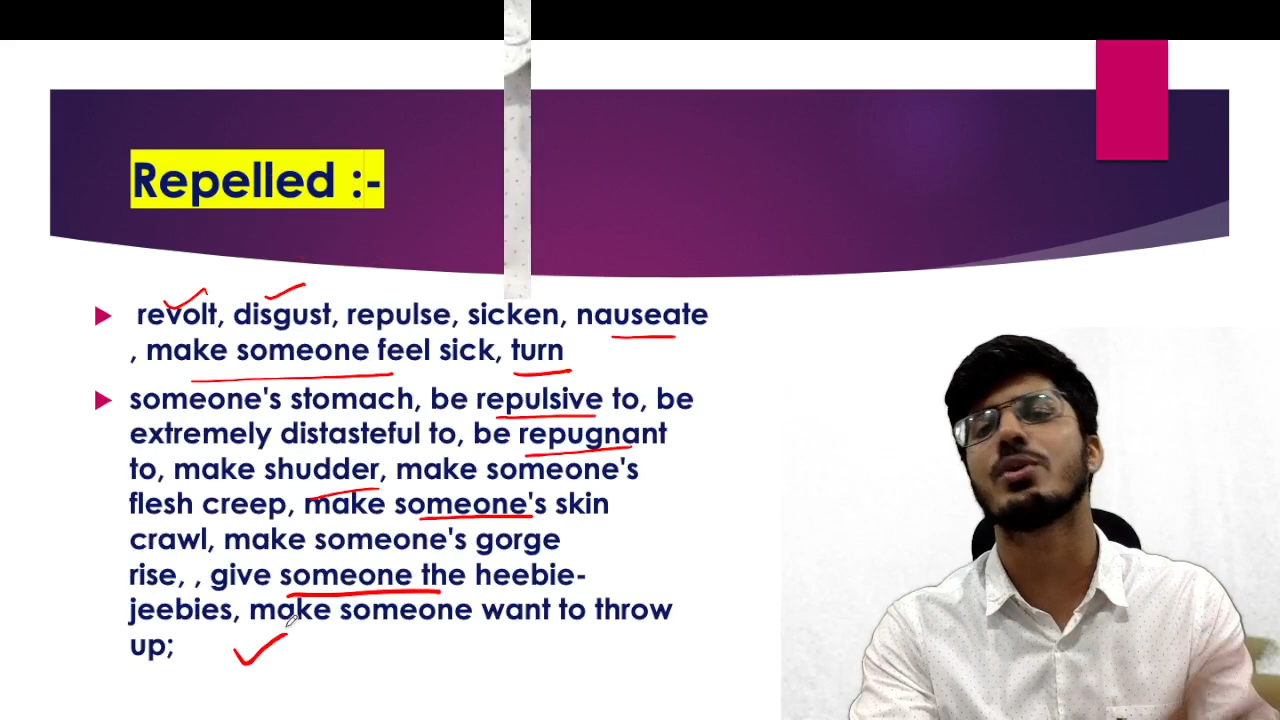 Repelled :-
revolt, disgust, repulse, sicken, nauseate
, make someone feel sick, turn
someone's stomach, be repulsive to, be
extremely distasteful to, be repugnant
to, make shudder, make someone's
flesh creep, make someone's skin
crawl, make someone's gorge
rise, , give someone the heebie-
jeebies, make someone want to throw
up;